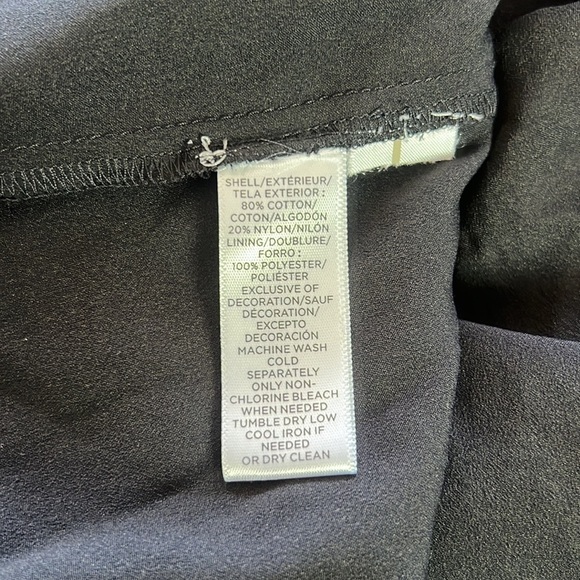 SHELL/EXTÉRIEUR/
TELA EXTERIOR :
80% COTTON/
COTON/ALGODÓN
20% NYLON/NILÓN
LINING/DOUBLURE/
FORRO :
100% POLYESTER/
POLIÉSTER
EXCLUSIVE OF
DECORATION/SAUF
DÉCORATION/
EXCEPTO
DECORACIÓN
MACHINE WASH
COLD
SEPARATELY
ONLY NON-
CHLORINE BLEACH
WHEN NEEDED
TUMBLE DRY LOW
COOL IRON IF
NEEDED
OR DRY CLEAN